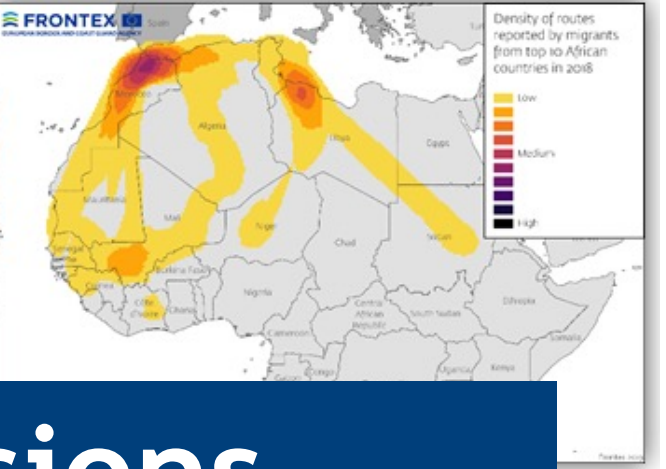 FRONTEX
EUROPEAN BORDER AND COAST GUARD AGENCY
Spain
Density of routes
reported by migrants
from top 10 African
countries in 2018
Low
Medium
High
Morocco
Algeria
Libya
Egypt
Mauritania
Mali
Niger
Chad
Sudan
Senegal
Burkina Faso
Guinea
Côte
d'Ivoire
Ghana
Nigeria
Cameroon
Central
African
Republic
South Sudan
Ethiopia
Somalia
Uganda
Kenya
Gabon
Congo
sions